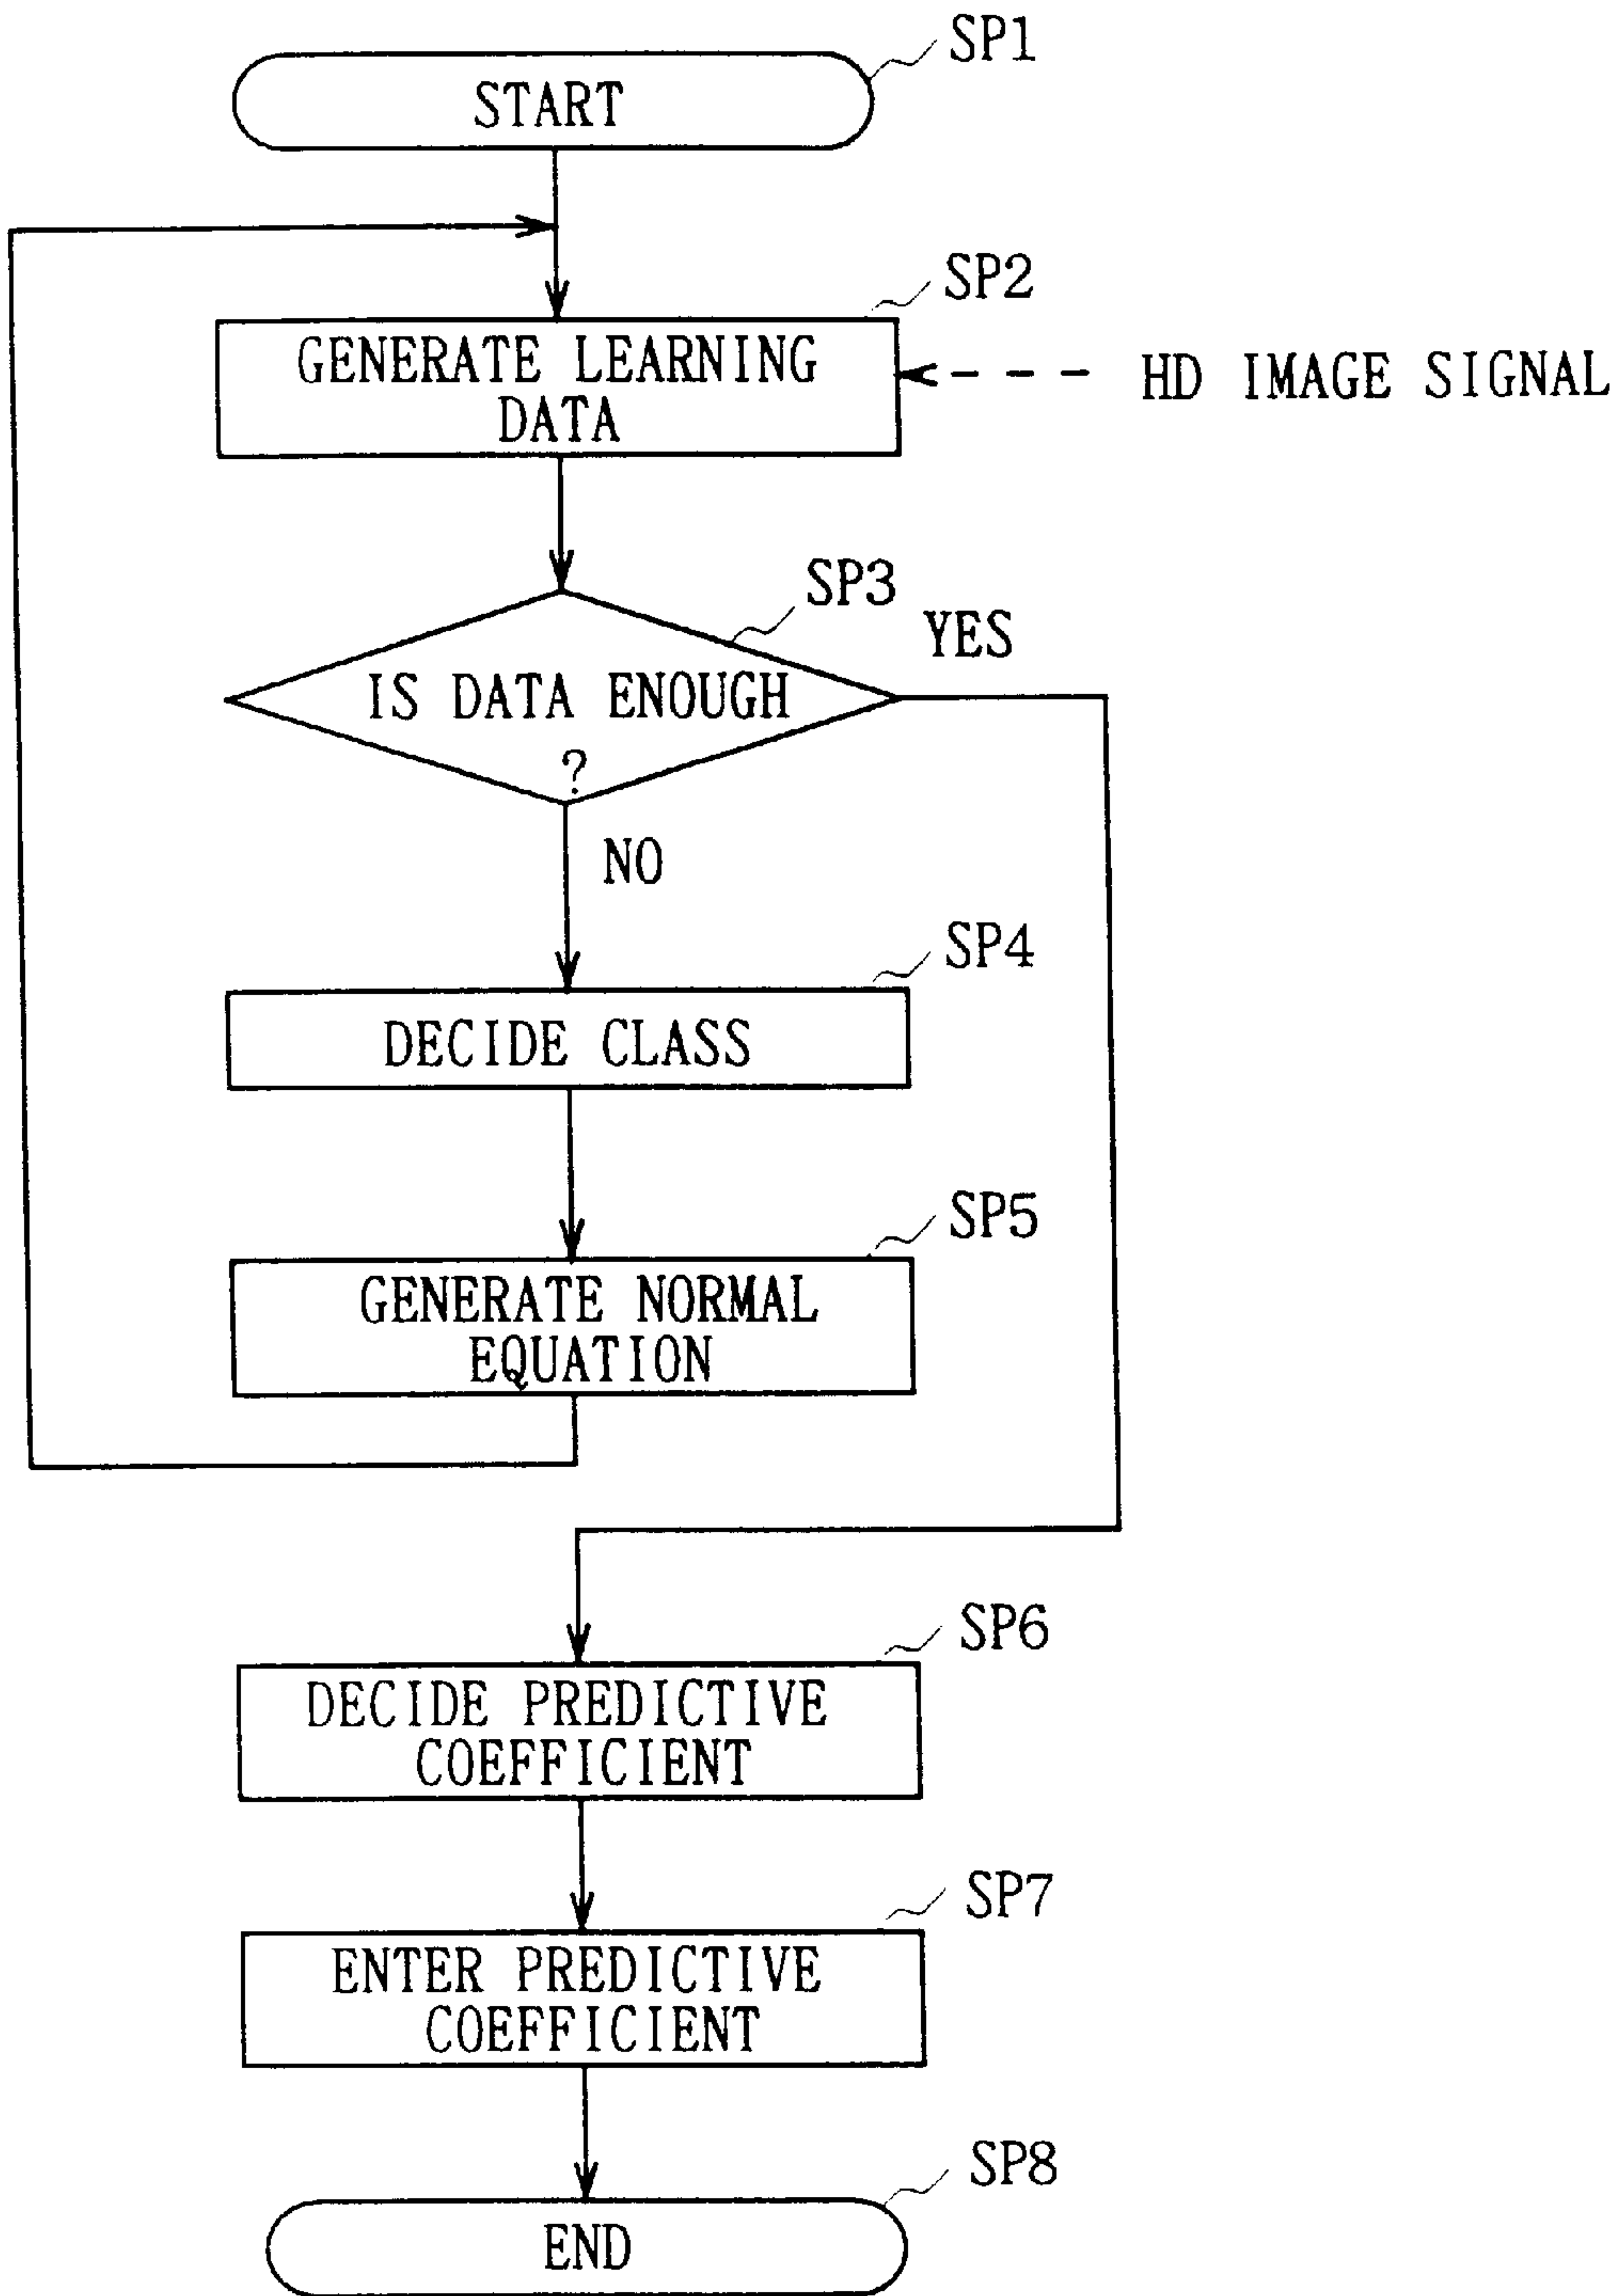 SP1
START
SP2
GENERATE LEARNING
DATA
HD IMAGE SIGNAL
SP3
YES
IS DATA ENOUGH
?
NO
SP4
DECIDE CLASS
SP5
GENERATE NORMAL
EQUATION
SP6
DECIDE PREDICTIVE
COEFFICIENT
SP7
ENTER PREDICTIVE
COEFFICIENT
SP8
END